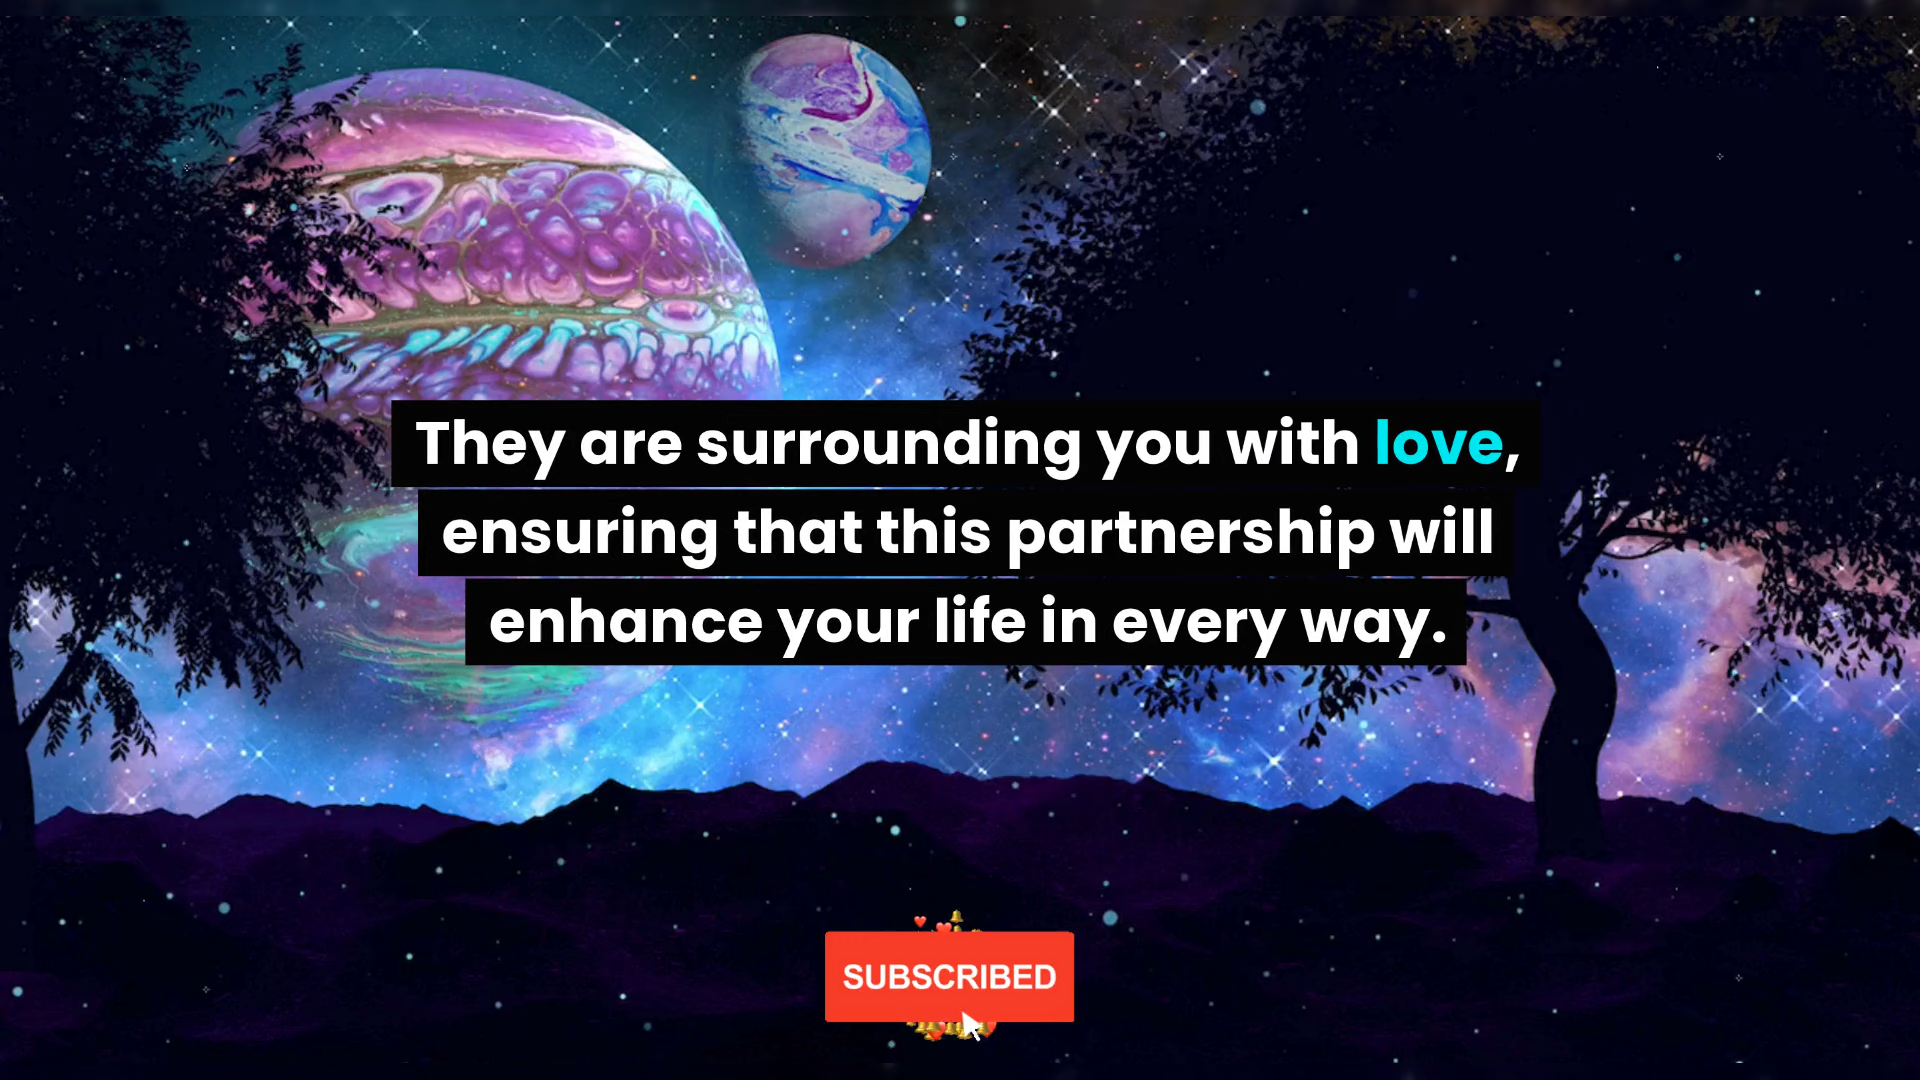 They are surrounding you with love,
ensuring that this partnership will
enhance your life in every way.
SUBSCRIBED